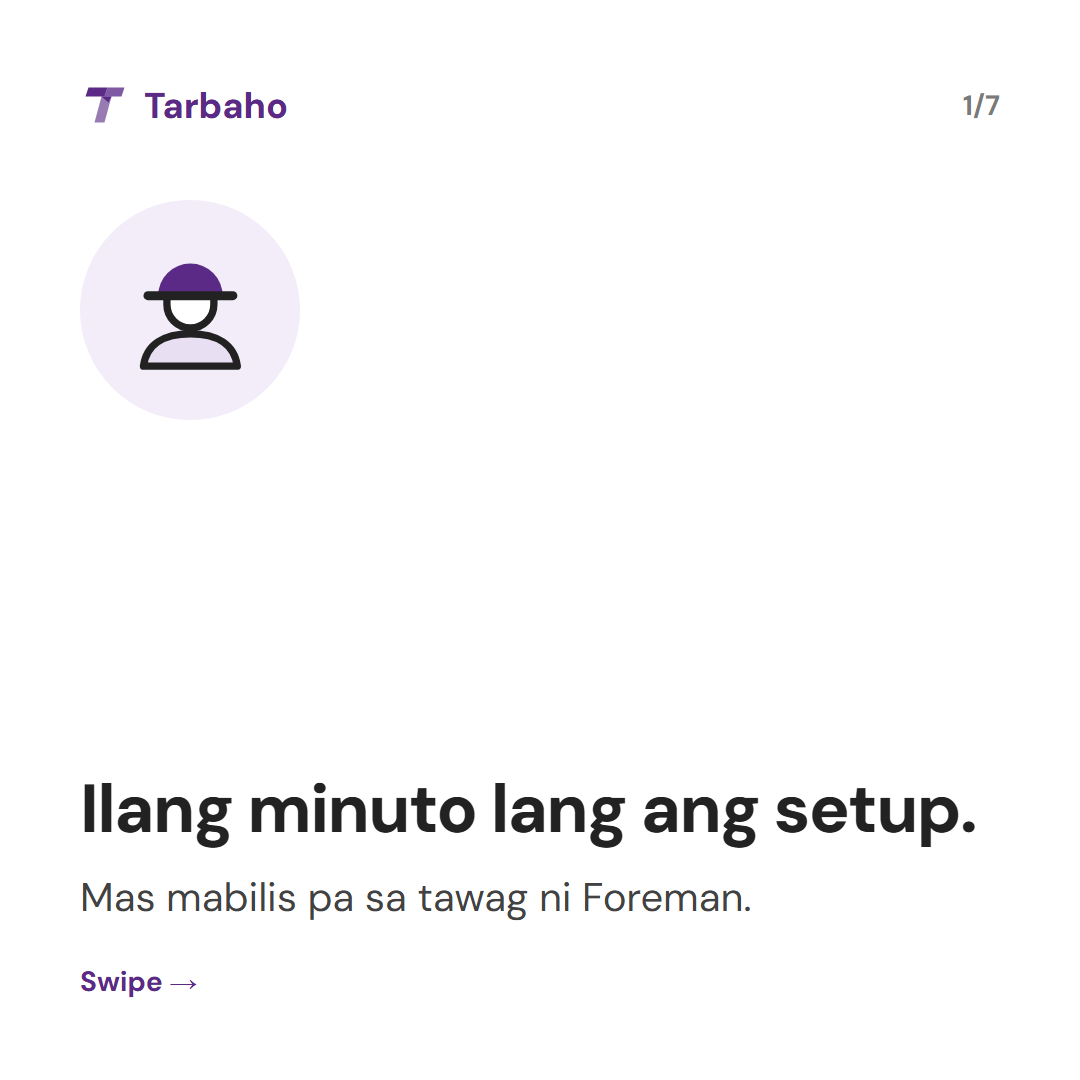 Tarbaho
1/7
Ilang minuto lang ang setup.
Mas mabilis pa sa tawag ni Foreman.
Swipe →